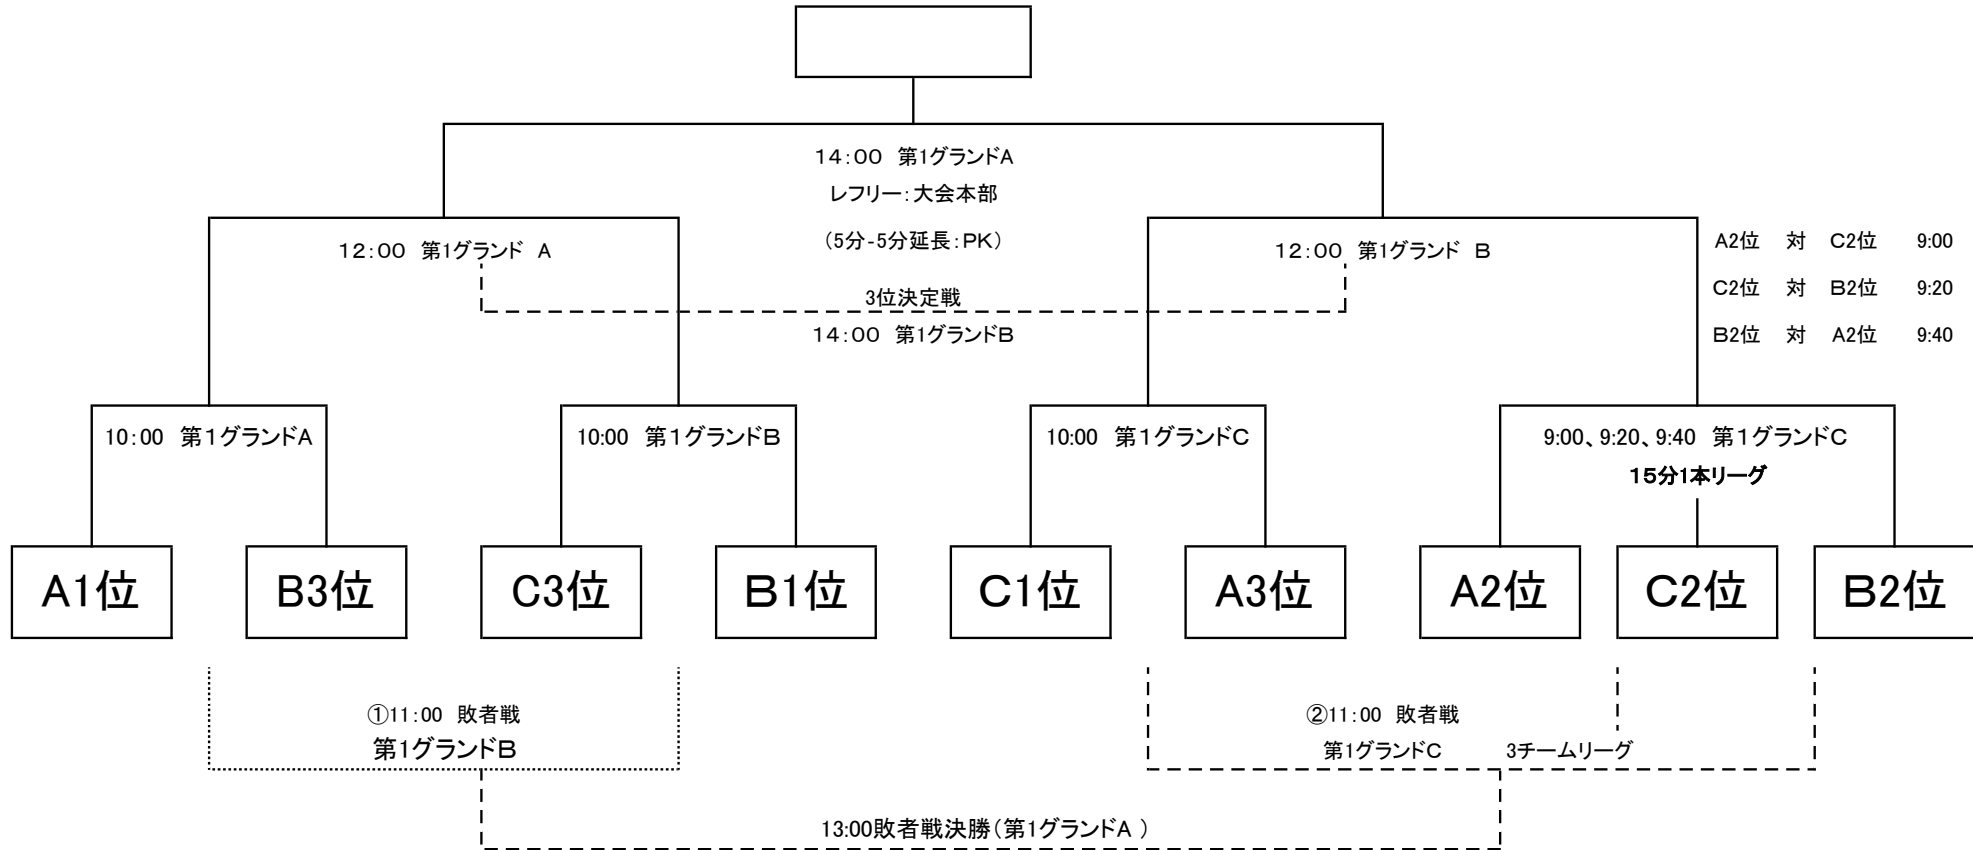 14:00 第1グランドA
レフリー:大会本部
(5分-5分延長:PK)
12:00 第1グランド A
12:00 第1グランド B
A2位 対 C2位 9:00
3位決定戦
C2位 対 B2位 9:20
14:00 第1グランドB
B2位 対 A2位 9:40
10:00 第1グランドA
10:00 第1グランドB
10:00 第1グランドC
9:00、9:20、9:40 第1グランドC
15分1本リーグ
A1位
B3位
C3位
B1位
C1位
A3位
A2位
C2位
B2位
①11:00 敗者戦
第1グランドB
②11:00 敗者戦
第1グランドC 3チームリーグ
13:00敗者戦決勝(第1グランドA )